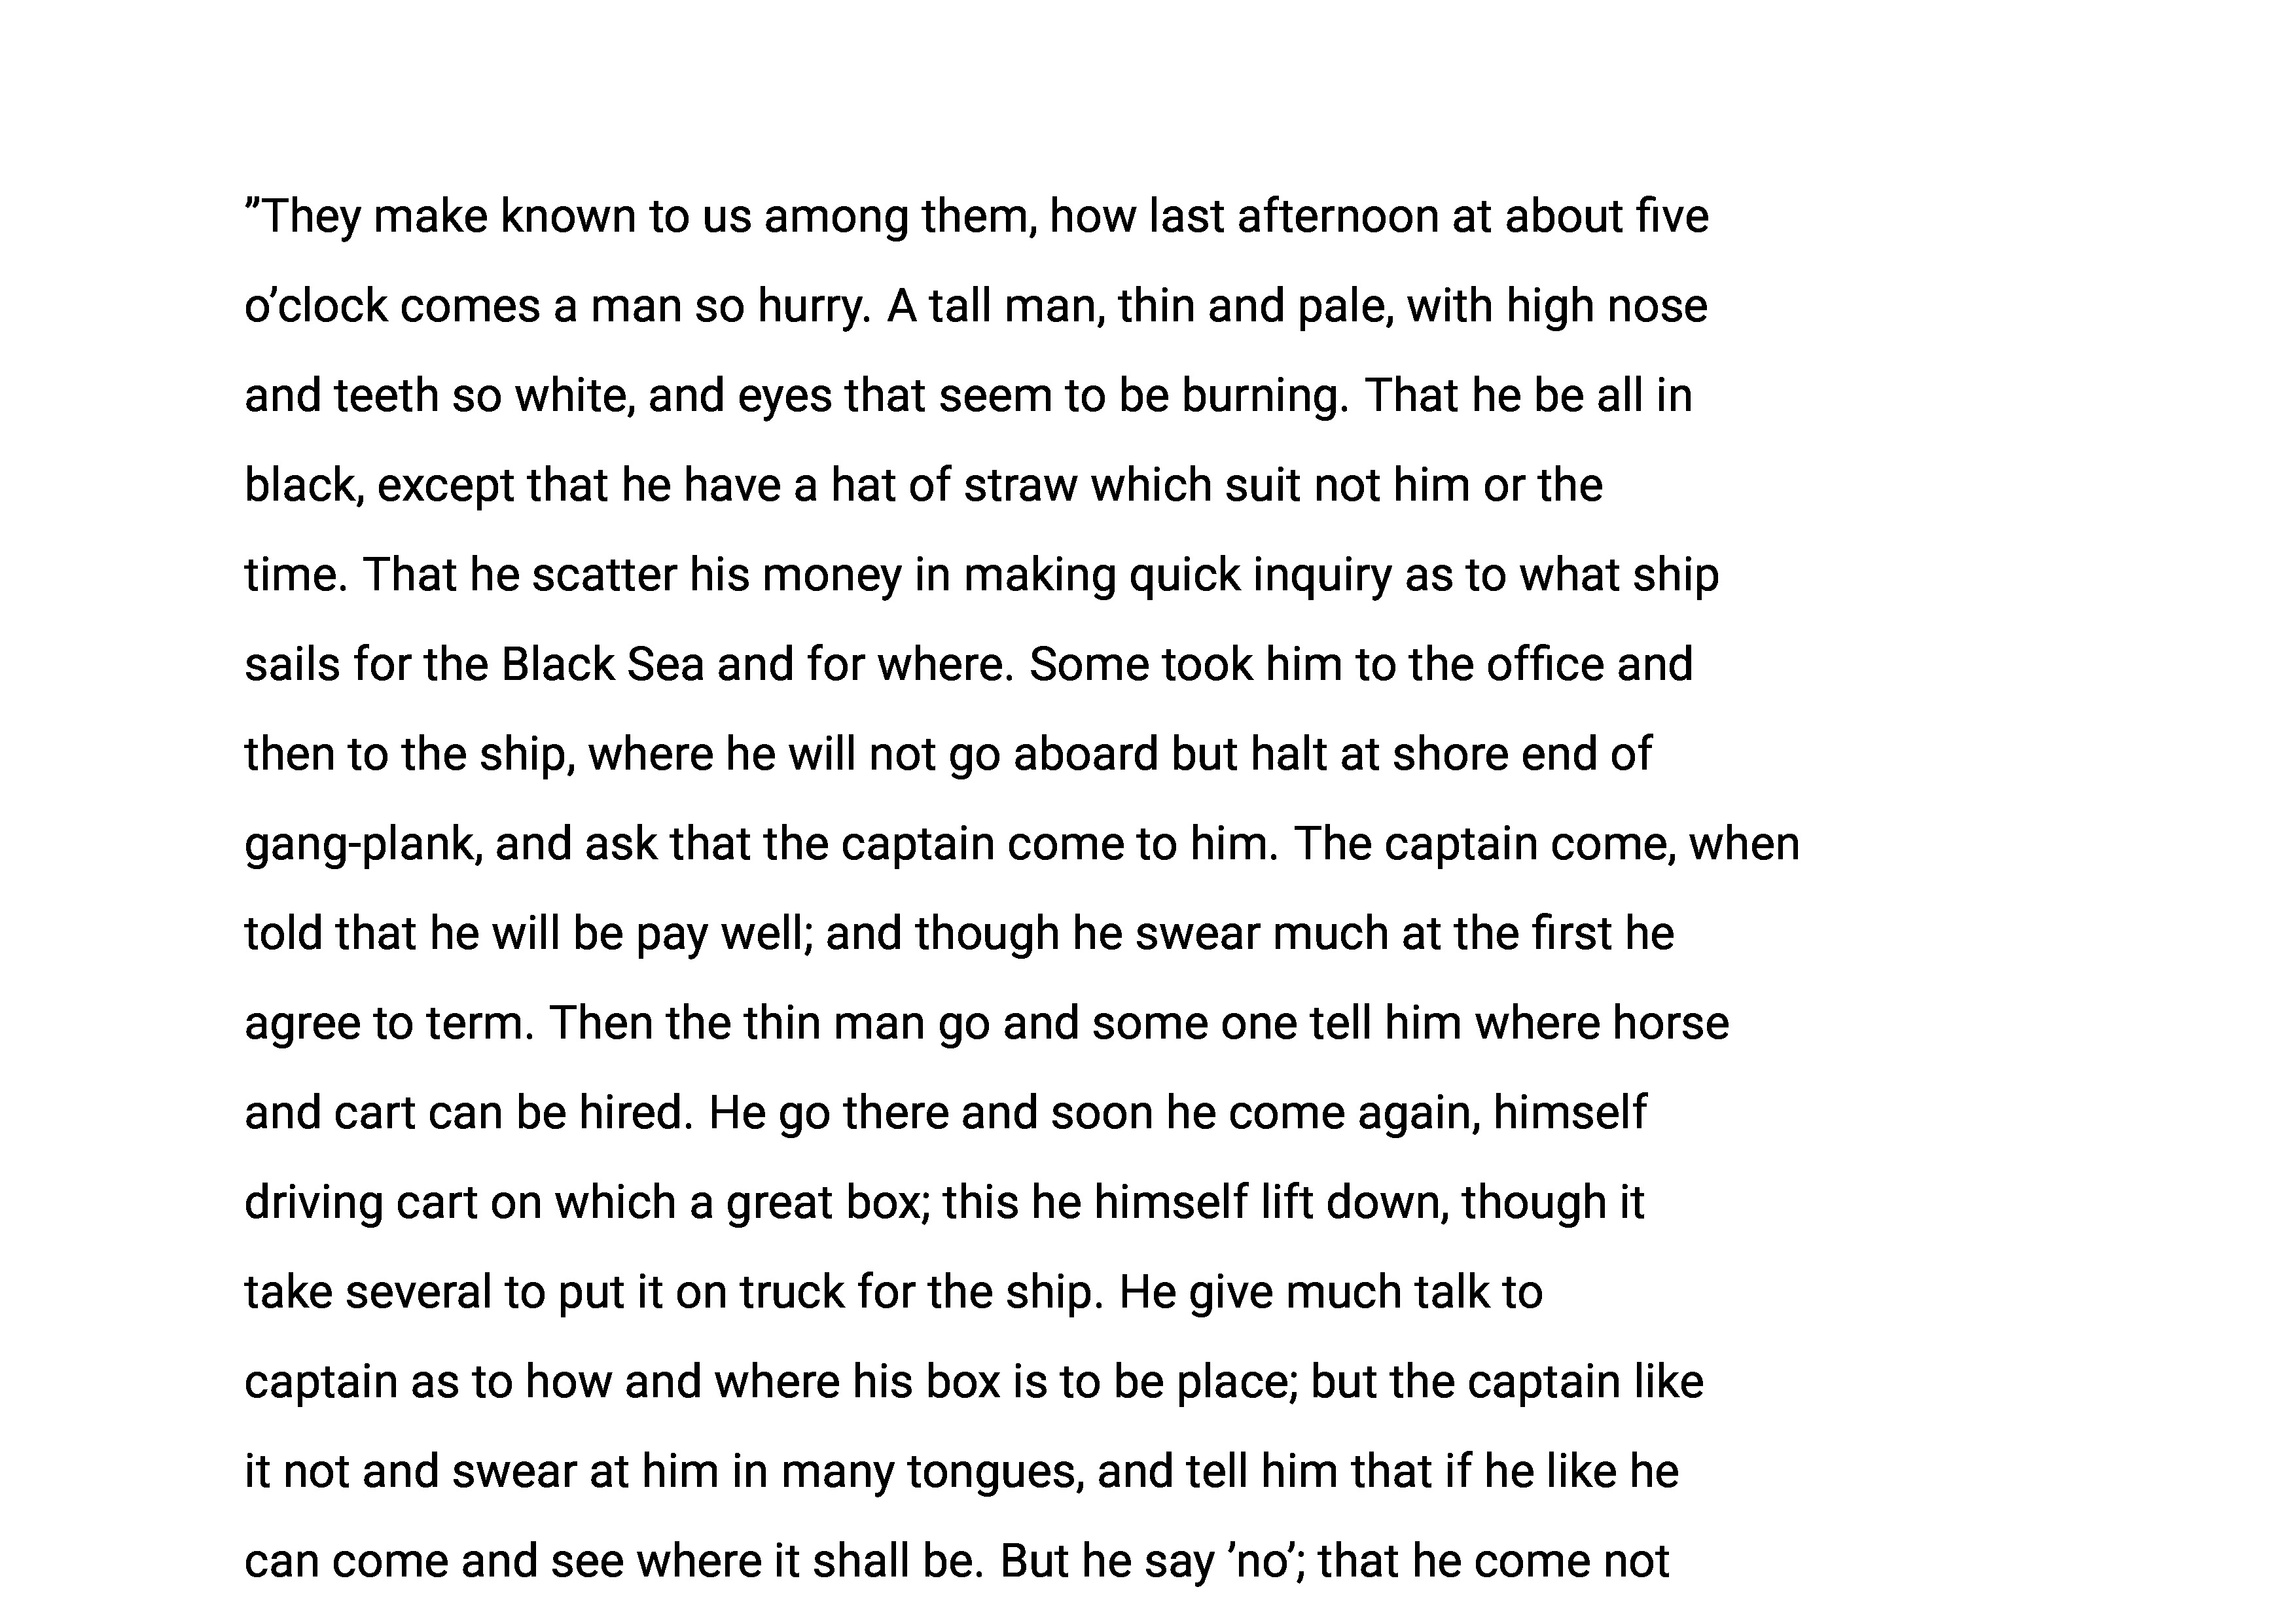 ”They make known to us among them, how last afternoon at about five
o’clock comes a man so hurry. A tall man, thin and pale, with high nose
and teeth so white, and eyes that seem to be burning. That he be all in
black, except that he have a hat of straw which suit not him or the
time. That he scatter his money in making quick inquiry as to what ship
sails for the Black Sea and for where. Some took him to the office and
then to the ship, where he will not go aboard but halt at shore end of
gang-plank, and ask that the captain come to him. The captain come, when
told that he will be pay well; and though he swear much at the first he
agree to term. Then the thin man go and some one tell him where horse
and cart can be hired. He go there and soon he come again, himself
driving cart on which a great box; this he himself lift down, though it
take several to put it on truck for the ship. He give much talk to
captain as to how and where his box is to be place; but the captain like
it not and swear at him in many tongues, and tell him that if he like he
can come and see where it shall be. But he say ’no’; that he come not